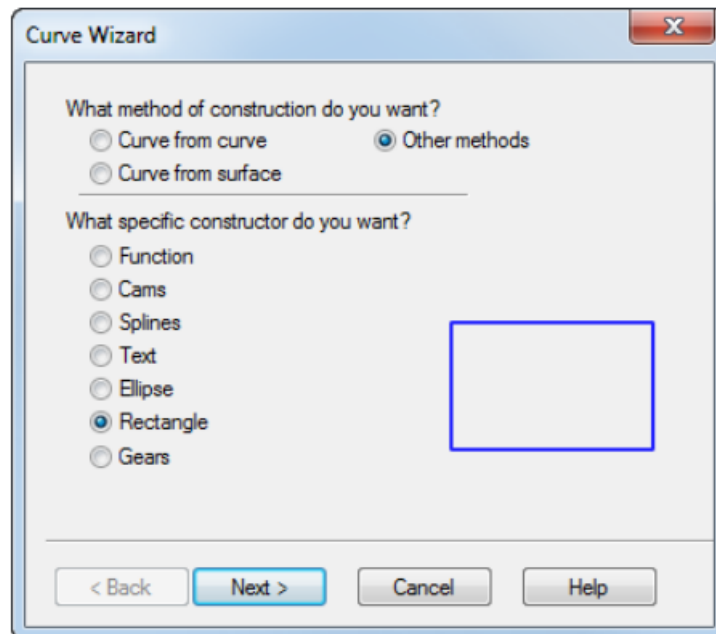 Curve Wizard
What method of construction do you want?
Curve from curve Other methods
Curve from surface
What specific constructor do you want?
Function
Cams
Splines
Text
Ellipse
Rectangle
Gears
< Back Next > Cancel Help